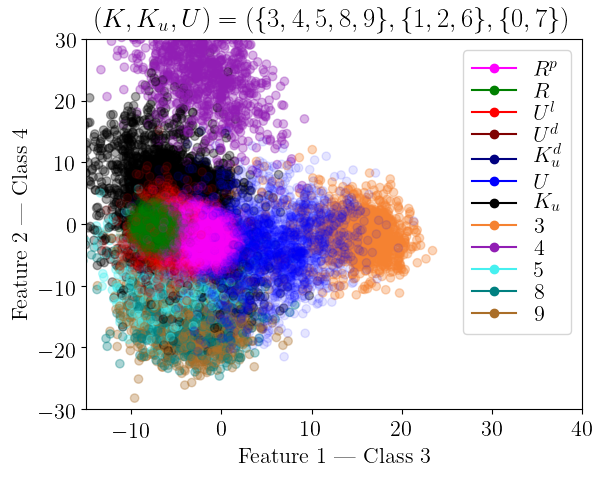 (K, K_u, U) = ({3, 4, 5, 8, 9}, {1, 2, 6}, {0, 7})
30
20
10
0
−10
−20
−30
Feature 2 — Class 4
−10
0
10
20
30
40
Feature 1 — Class 3
R^p
R
U^l
U^d
K_u^d
U
K_u
3
4
5
8
9